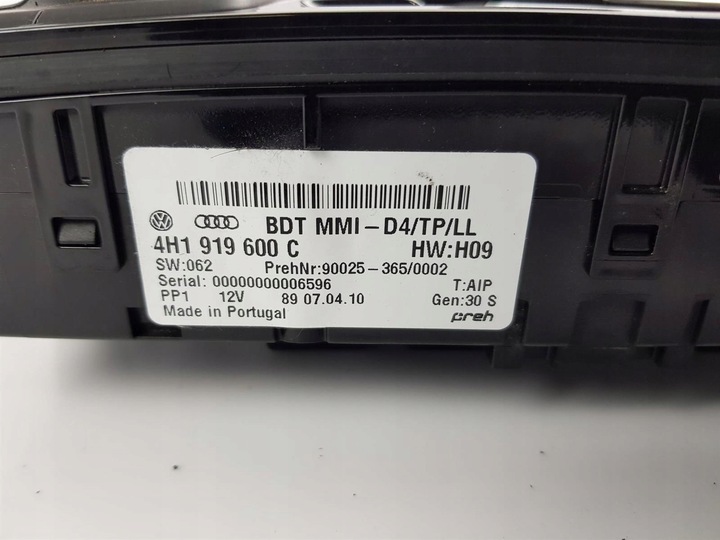 BDT MMI-D4/TP/LL
4H1 919 600 C HW:H09
SW:062 PrehNr:90025-365/0002
Serial: 00000000006596 T:AIP
PP1 12V 89 07.04.10 Gen:30 S
Made in Portugal preh